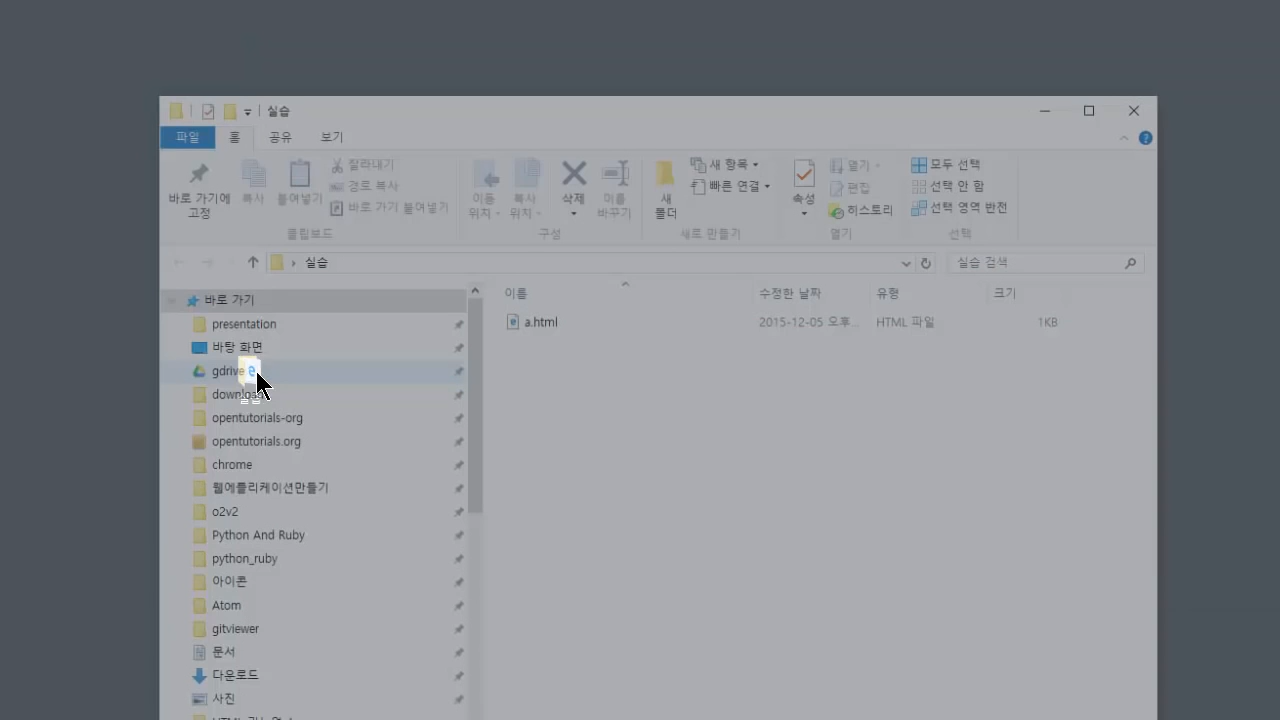 실습
파일 홈 공유 보기
바로 가기에 고정
복사
붙여넣기
잘라내기
경로 복사
바로 가기 붙여넣기
클립보드
이동 위치
복사 위치
삭제
이름 바꾸기
구성
새 폴더
새 항목
빠른 연결
새로 만들기
속성
열기
편집
히스토리
열기
모두 선택
선택 안 함
선택 영역 반전
선택
실습
실습 검색
이름 수정한 날짜 유형 크기
a.html 2015-12-05 오후... HTML 파일 1KB
바로 가기
presentation
바탕 화면
gdrive
opentutorials-org
opentutorials.org
chrome
웹에플리케이션만들기
o2v2
Python And Ruby
python_ruby
아이콘
Atom
gitviewer
문서
다운로드
사진